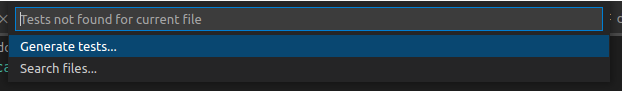 Tests not found for current file
Generate tests...
Search files...